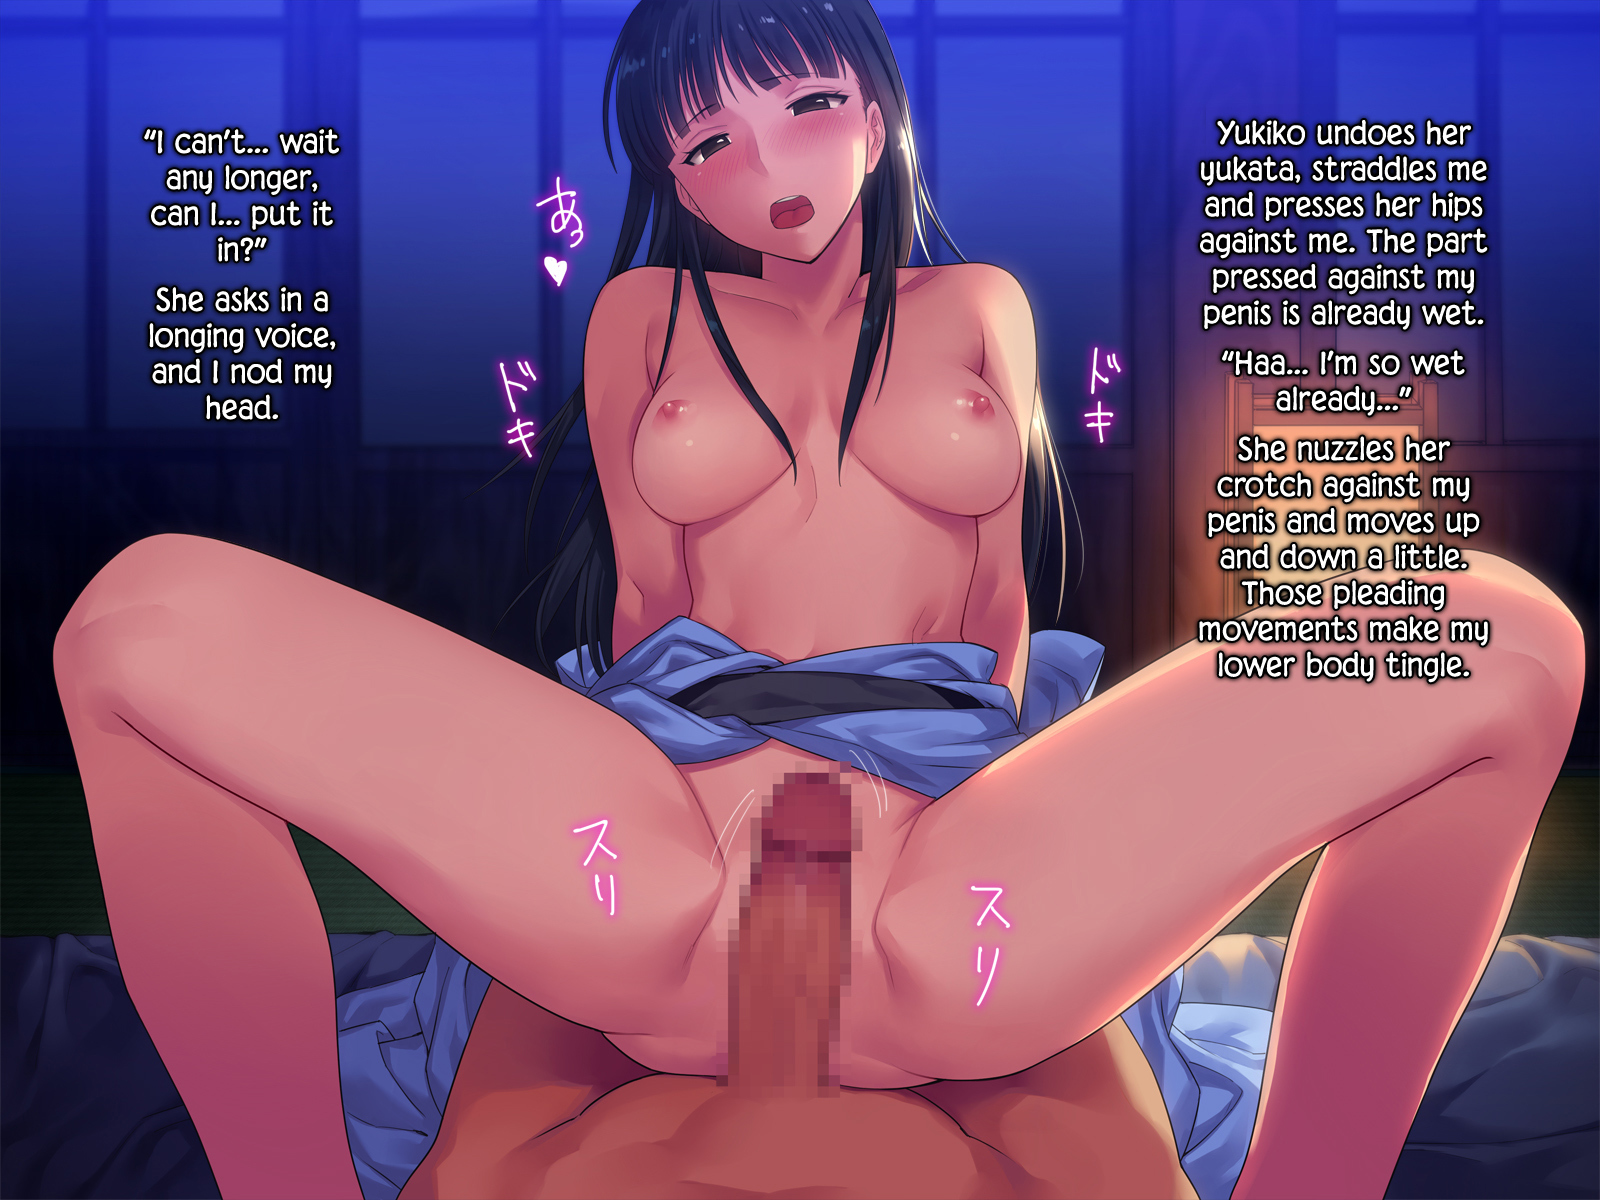 Yukiko undoes her
yukata, straddles me
and presses her hips
against me. The part
pressed against my
penis is already wet.
“Haa... I’m so wet
already...”
She nuzzles her
crotch against my
penis and moves up
and down a little.
Those pleading
movements make my
lower body tingle.
“I can’t... wait
any longer,
can I... put it
in?”
She asks in a
longing voice,
and I nod my
head.
あっ♥
ドキ
ドキ
スリ
スリ